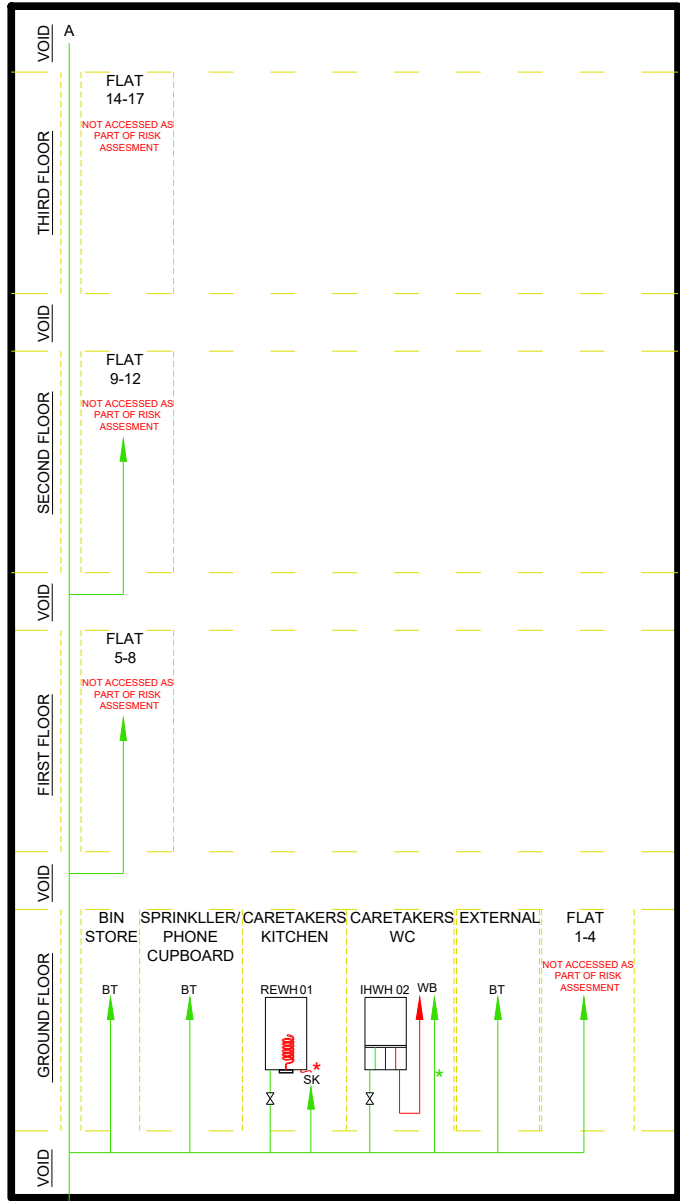 VOID
A
FLAT
14-17
NOT ACCESSED AS
PART OF RISK
ASSESMENT
THIRD FLOOR
VOID
FLAT
9-12
NOT ACCESSED AS
PART OF RISK
ASSESMENT
SECOND FLOOR
VOID
FLAT
5-8
NOT ACCESSED AS
PART OF RISK
ASSESMENT
FIRST FLOOR
VOID
BIN
STORE
SPRINKLLER/
PHONE
CUPBOARD
CARETAKERS
KITCHEN
CARETAKERS
WC
EXTERNAL
FLAT
1-4
NOT ACCESSED AS
PART OF RISK
ASSESMENT
GROUND FLOOR
BT
BT
REWH 01
*
SK
IHWH 02
WB
*
BT
VOID